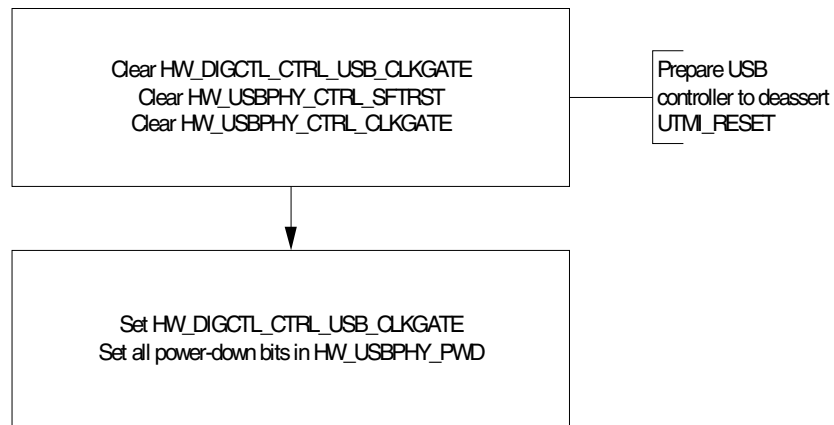 Clear HW_DIGCTL_CTRL_USB_CLKGATE
Clear HW_USBPHY_CTRL_SFTRST
Clear HW_USBPHY_CTRL_CLKGATE
Prepare USB
controller to deassert
UTMI_RESET
Set HW_DIGCTL_CTRL_USB_CLKGATE
Set all power-down bits in HW_USBPHY_PWD